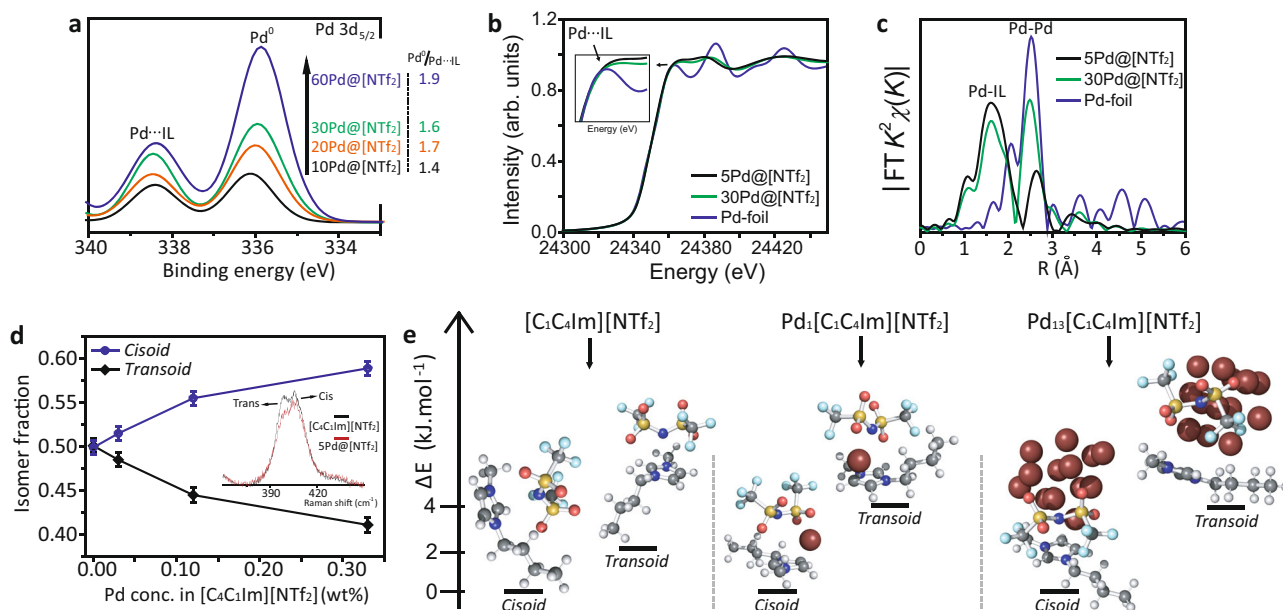 a
Pd 3d₅/₂
Pd⁰
Pd⁰/Pd···IL
60Pd@[NTf₂] 1.9
Pd···IL
30Pd@[NTf₂] 1.6
20Pd@[NTf₂] 1.7
10Pd@[NTf₂] 1.4
340 338 336 334
Binding energy (eV)
b
Intensity (arb. units)
1.2
0.8
0.4
0.0
Pd···IL
Energy (eV)
5Pd@[NTf₂]
30Pd@[NTf₂]
Pd-foil
24300 24340 24380 24420
Energy (eV)
c
|FT K²χ(K)|
Pd-Pd
Pd-IL
5Pd@[NTf₂]
30Pd@[NTf₂]
Pd-foil
0 1 2 3 4 5 6
R (Å)
d
Isomer fraction
Cisoid
Transoid
0.60
0.55
0.50
0.45
0.40
Trans
Cis
[C₄C₁Im][NTf₂]
5Pd@[NTf₂]
390 420
Raman shift (cm⁻¹)
0.00 0.10 0.20 0.30
Pd conc. in [C₄C₁Im][NTf₂] (wt%)
e
ΔE (kJ.mol⁻¹)
4
2
0
[C₁C₄Im][NTf₂]
Transoid
Cisoid
Pd₁[C₁C₄Im][NTf₂]
Transoid
Cisoid
Pd₁₃[C₁C₄Im][NTf₂]
Transoid
Cisoid